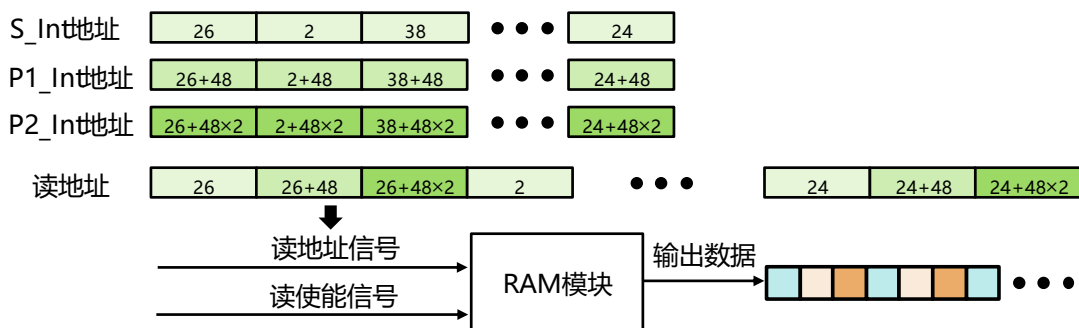 S_Int地址 26 2 38 ••• 24
P1_Int地址 26+48 2+48 38+48 24+48
P2_Int地址 26+48×2 2+48×2 38+48×2 ••• 24+48×2
读地址 26 26+48 26+48×2 2 ••• 24 24+48 24+48×2
读地址信号
读使能信号
RAM模块
输出数据
•••